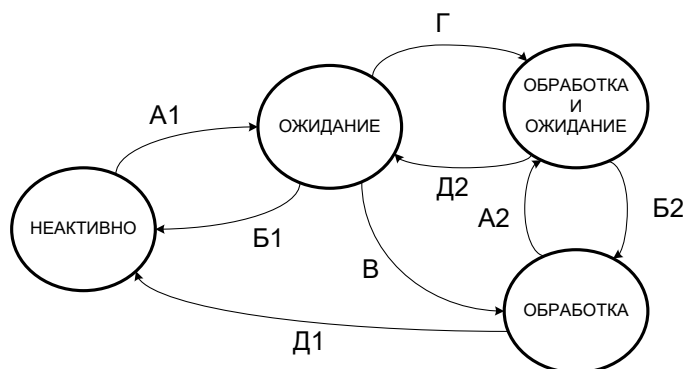 Г
ОБРАБОТКА
И
ОЖИДАНИЕ
А1
ОЖИДАНИЕ
Д2
А2
Б2
НЕАКТИВНО
Б1
В
ОБРАБОТКА
Д1